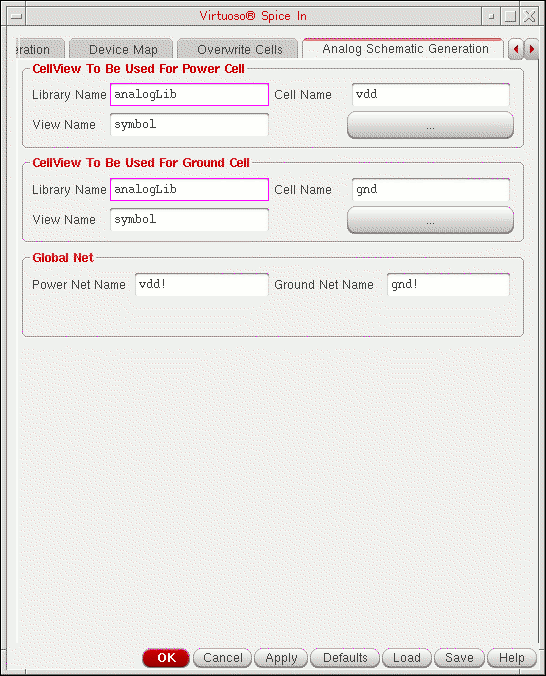 Virtuoso® Spice In
eration Device Map Overwrite Cells Analog Schematic Generation
CellView To Be Used For Power Cell
Library Name analogLib Cell Name vdd
View Name symbol ...
CellView To Be Used For Ground Cell
Library Name analogLib Cell Name gnd
View Name symbol ...
Global Net
Power Net Name vdd! Ground Net Name gnd!
OK Cancel Apply Defaults Load Save Help